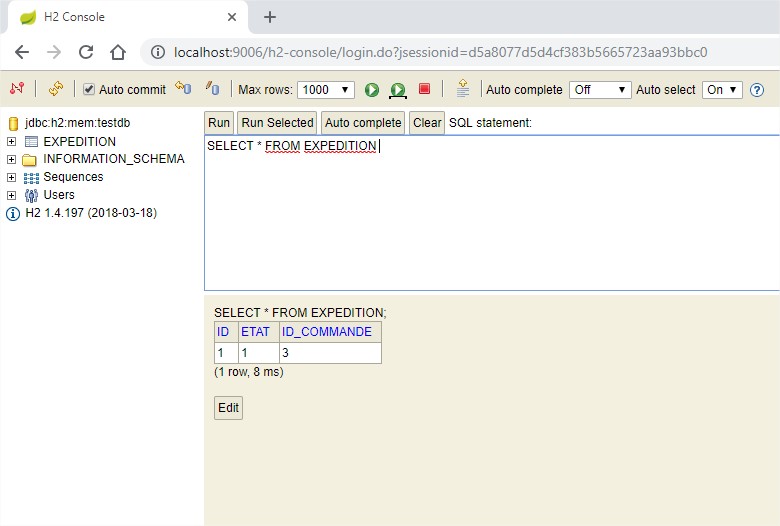 H2 Console
localhost:9006/h2-console/login.do?jsessionid=d5a8077d5d4cf383b5665723aa93bbc0
Auto commit Max rows: 1000 Auto complete Off Auto select On ?
jdbc:h2:mem:testdb
EXPEDITION
INFORMATION_SCHEMA
Sequences
Users
H2 1.4.197 (2018-03-18)
Run Run Selected Auto complete Clear SQL statement:
SELECT * FROM EXPEDITION
SELECT * FROM EXPEDITION;
ID ETAT ID_COMMANDE
1 1 3
(1 row, 8 ms)
Edit